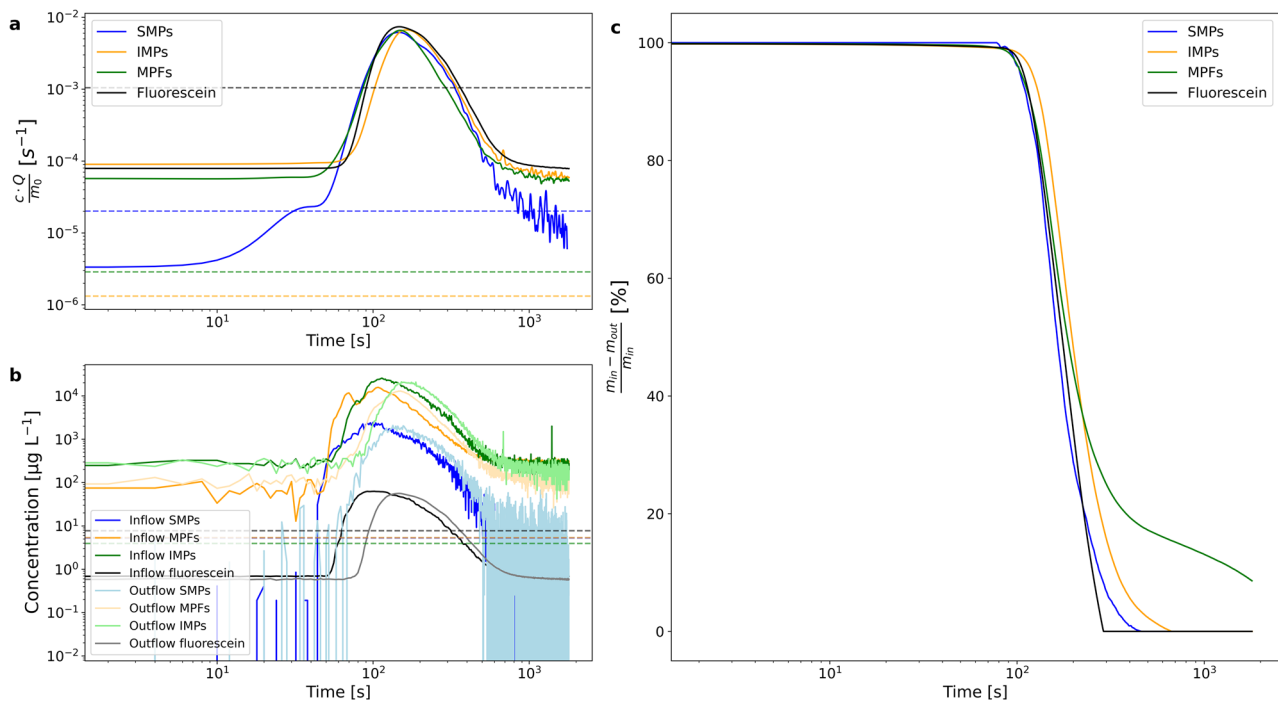 a
10⁻²
10⁻³
10⁻⁴
10⁻⁵
10⁻⁶
c · Q / m₀ [s⁻¹]
SMPs
IMPs
MPFs
Fluorescein
10¹
10²
10³
Time [s]
b
10⁴
10³
10²
10¹
10⁰
10⁻¹
10⁻²
Concentration [µg L⁻¹]
Inflow SMPs
Inflow MPFs
Inflow IMPs
Inflow fluorescein
Outflow SMPs
Outflow MPFs
Outflow IMPs
Outflow fluorescein
10¹
10²
10³
Time [s]
c
100
80
60
40
20
0
m_in − m_out / m_in [%]
SMPs
IMPs
MPFs
Fluorescein
10¹
10²
10³
Time [s]